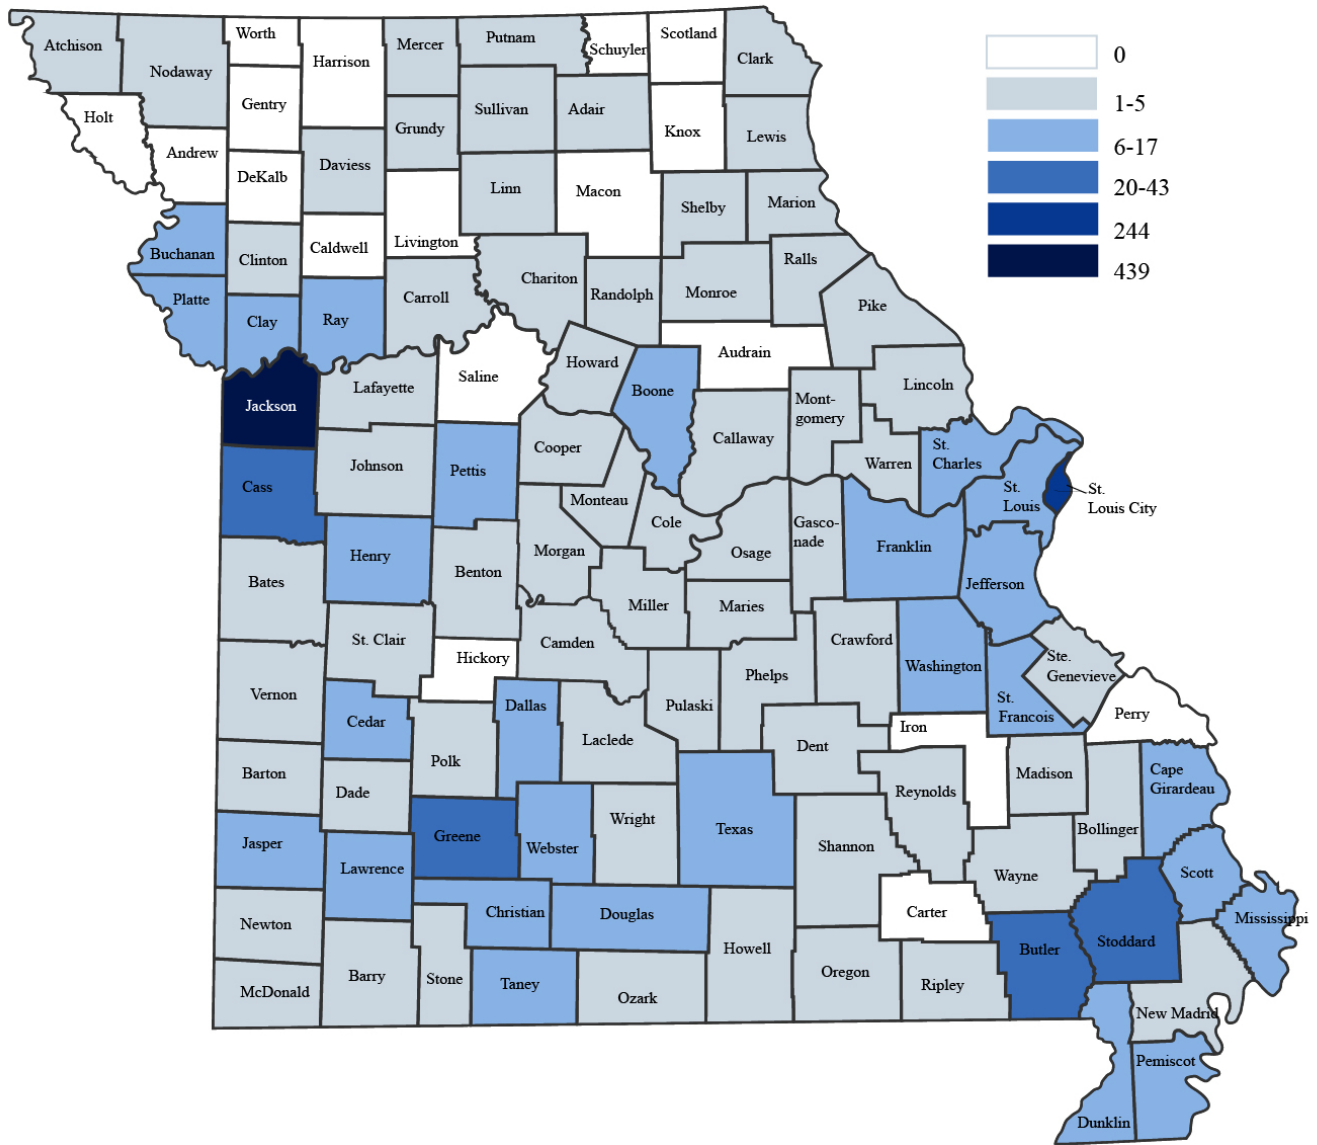 Atchison
Nodaway
Worth
Harrison
Mercer
Putnam
Schuyler
Scotland
Clark
0
1-5
6-17
20-43
244
439
Holt
Andrew
Gentry
DeKalb
Daviess
Grundy
Sullivan
Adair
Knox
Lewis
Linn
Macon
Shelby
Marion
Buchanan
Clinton
Caldwell
Livington
Chariton
Randolph
Monroe
Ralls
Pike
Platte
Clay
Ray
Carroll
Saline
Howard
Boone
Audrain
Jackson
Lafayette
Cooper
Callaway
Mont-
gomery
Lincoln
Cass
Johnson
Pettis
Monteau
Cole
Warren
St.
Charles
St.
Louis
St.
Louis City
Bates
Henry
Benton
Morgan
Miller
Osage
Gasco-
nade
Franklin
Jefferson
Maries
St. Clair
Hickory
Camden
Crawford
Washington
Ste.
Genevieve
Vernon
Cedar
Dallas
Laclede
Pulaski
Phelps
St.
Francois
Perry
Barton
Dade
Polk
Dent
Iron
Reynolds
Madison
Cape
Girardeau
Bollinger
Jasper
Lawrence
Greene
Webster
Wright
Texas
Shannon
Wayne
Scott
Newton
Christian
Douglas
Howell
Carter
Butler
Stoddard
Mississippi
McDonald
Barry
Stone
Taney
Ozark
Oregon
Ripley
New Madrid
Pemiscot
Dunklin